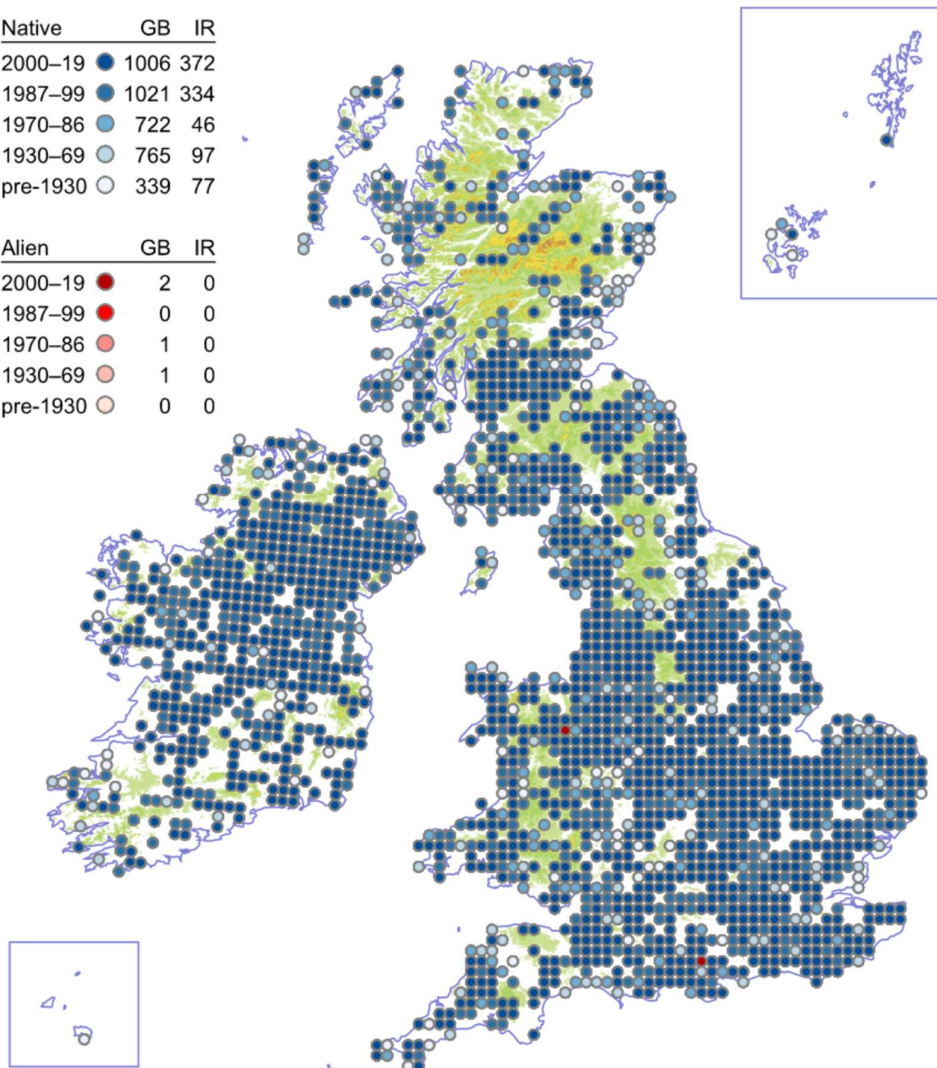 Native GB IR
2000–19 1006 372
1987–99 1021 334
1970–86 722 46
1930–69 765 97
pre-1930 339 77
Alien GB IR
2000–19 2 0
1987–99 0 0
1970–86 1 0
1930–69 1 0
pre-1930 0 0